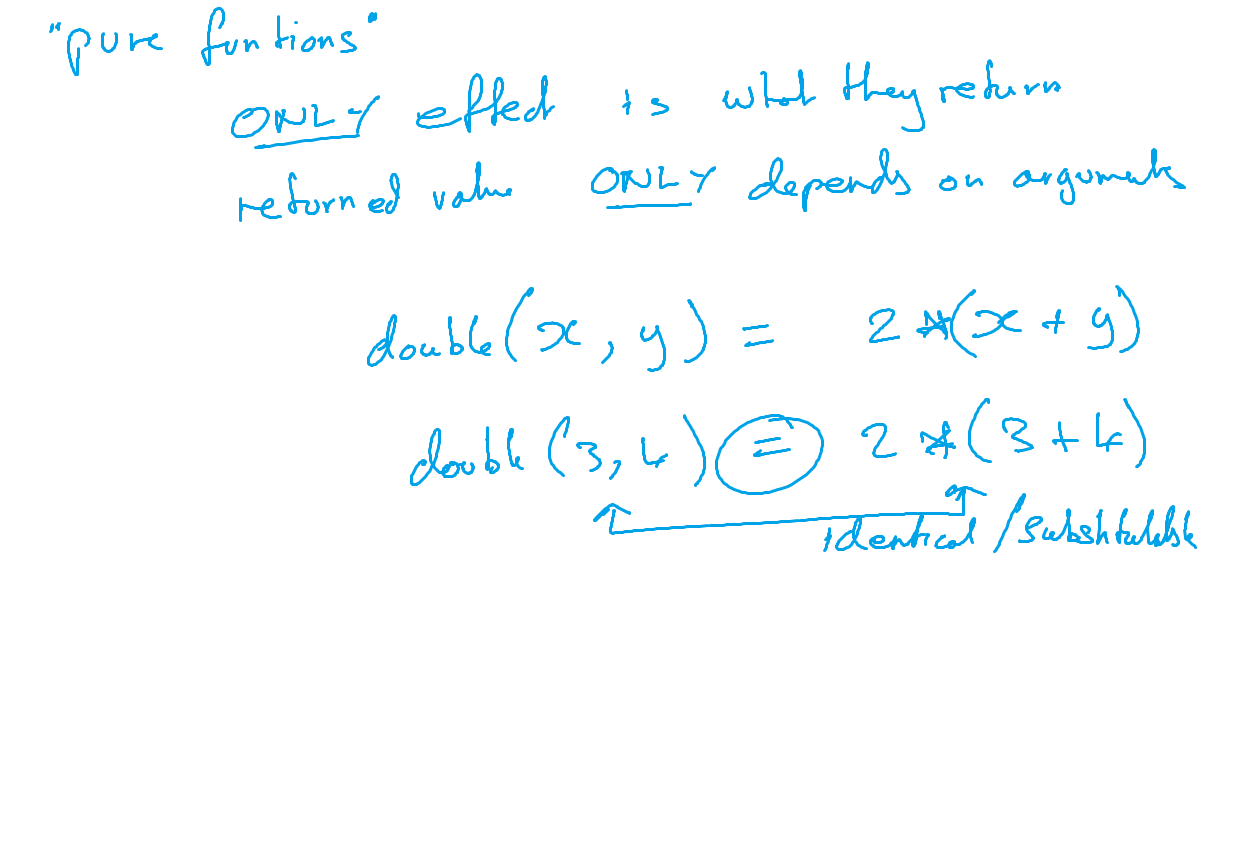 "pure funtions"
ONLY effect is what they return
returned value ONLY depends on arguments
double(x, y) = 2 *(x + y)
double (3, 4) = 2 *(3 + 4)
identical / substitutable